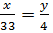 x/33 = y/4